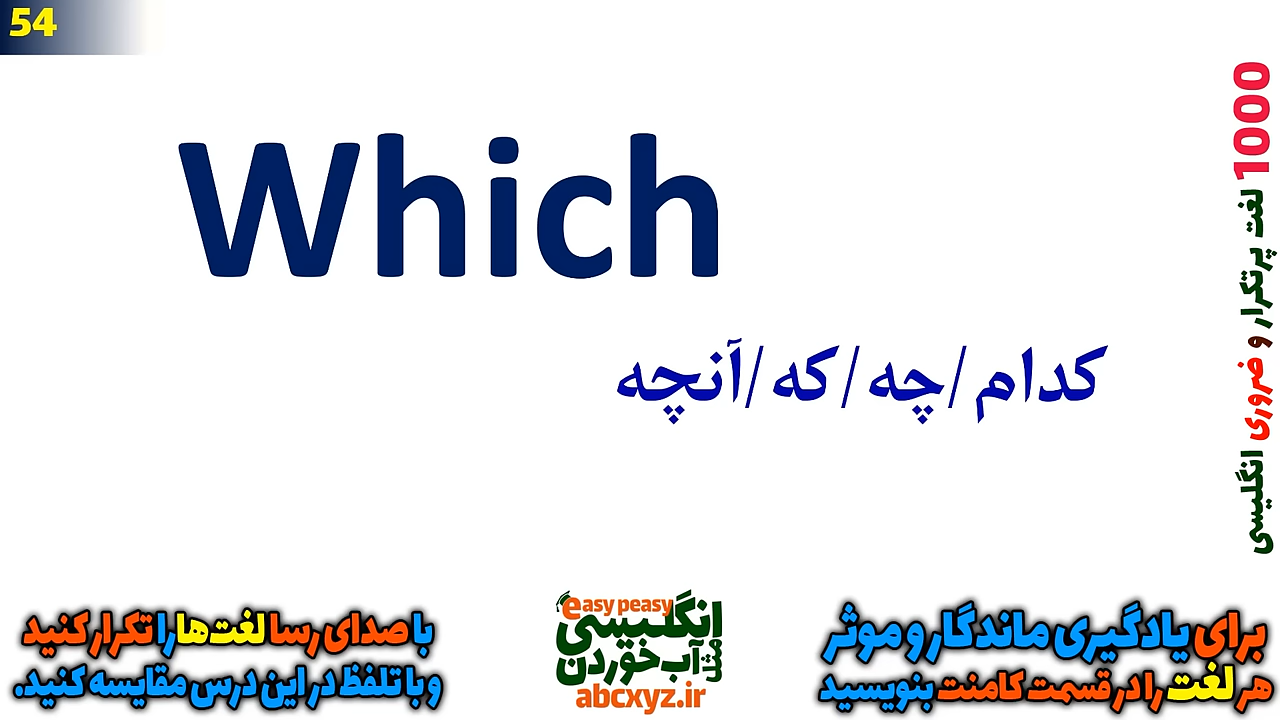 54
Which
کدام/چه/که/آنچه
1000 لغت پرتکرار و ضروری انگلیسی
با صدای رسا لغت‌ها را تکرار کنید
و با تلفظ در این درس مقایسه کنید.
easy peasy
انگلیسی
مثل
آب خوردن
abcxyz.ir
برای یادگیری ماندگار و موثر
هر لغت را در قسمت کامنت بنویسید